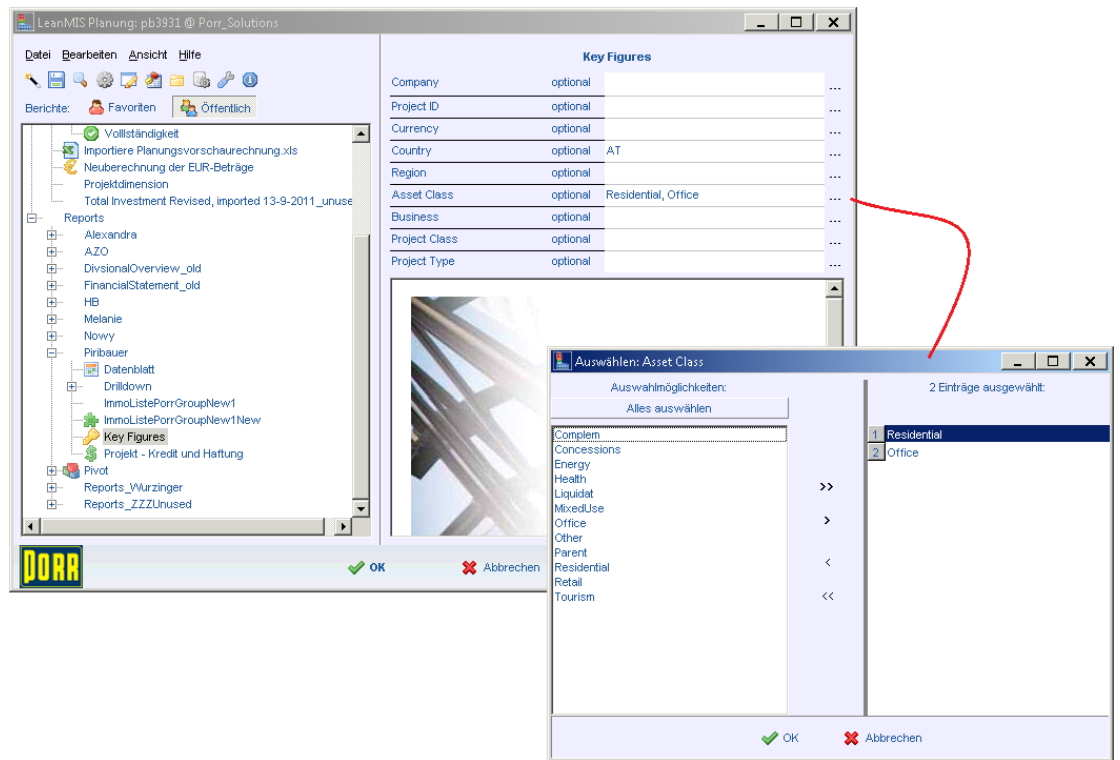 LeanMIS Planung: pb3931 @ Porr_Solutions
Datei Bearbeiten Ansicht Hilfe
Berichte: Favoriten Öffentlich
Volllständigkeit
Importiere Planungsvorschaurechnung.xls
Neuberechnung der EUR-Beträge
Projektdimension
Total Investment Revised, imported 13-9-2011_unuse
Reports
Alexandra
AZO
DivsionalOverview_old
FinancialStatement_old
HB
Melanie
Nowy
Piribauer
Datenblatt
Drilldown
ImmoListePorrGroupNew1
ImmoListePorrGroupNew1New
Key Figures
Projekt - Kredit und Haftung
Pivot
Reports_Wurzinger
Reports_ZZZUnused
Key Figures
Company optional ...
Project ID optional ...
Currency optional ...
Country optional AT ...
Region optional ...
Asset Class optional Residential, Office ...
Business optional ...
Project Class optional ...
Project Type optional ...
PORR
OK Abbrechen
Auswählen: Asset Class
Auswahlmöglichkeiten:
Alles auswählen
Complem
Concessions
Energy
Health
Liquidat
MixedUse
Office
Other
Parent
Residential
Retail
Tourism
>>
>
<
<<
2 Einträge ausgewählt:
1 Residential
2 Office
OK Abbrechen